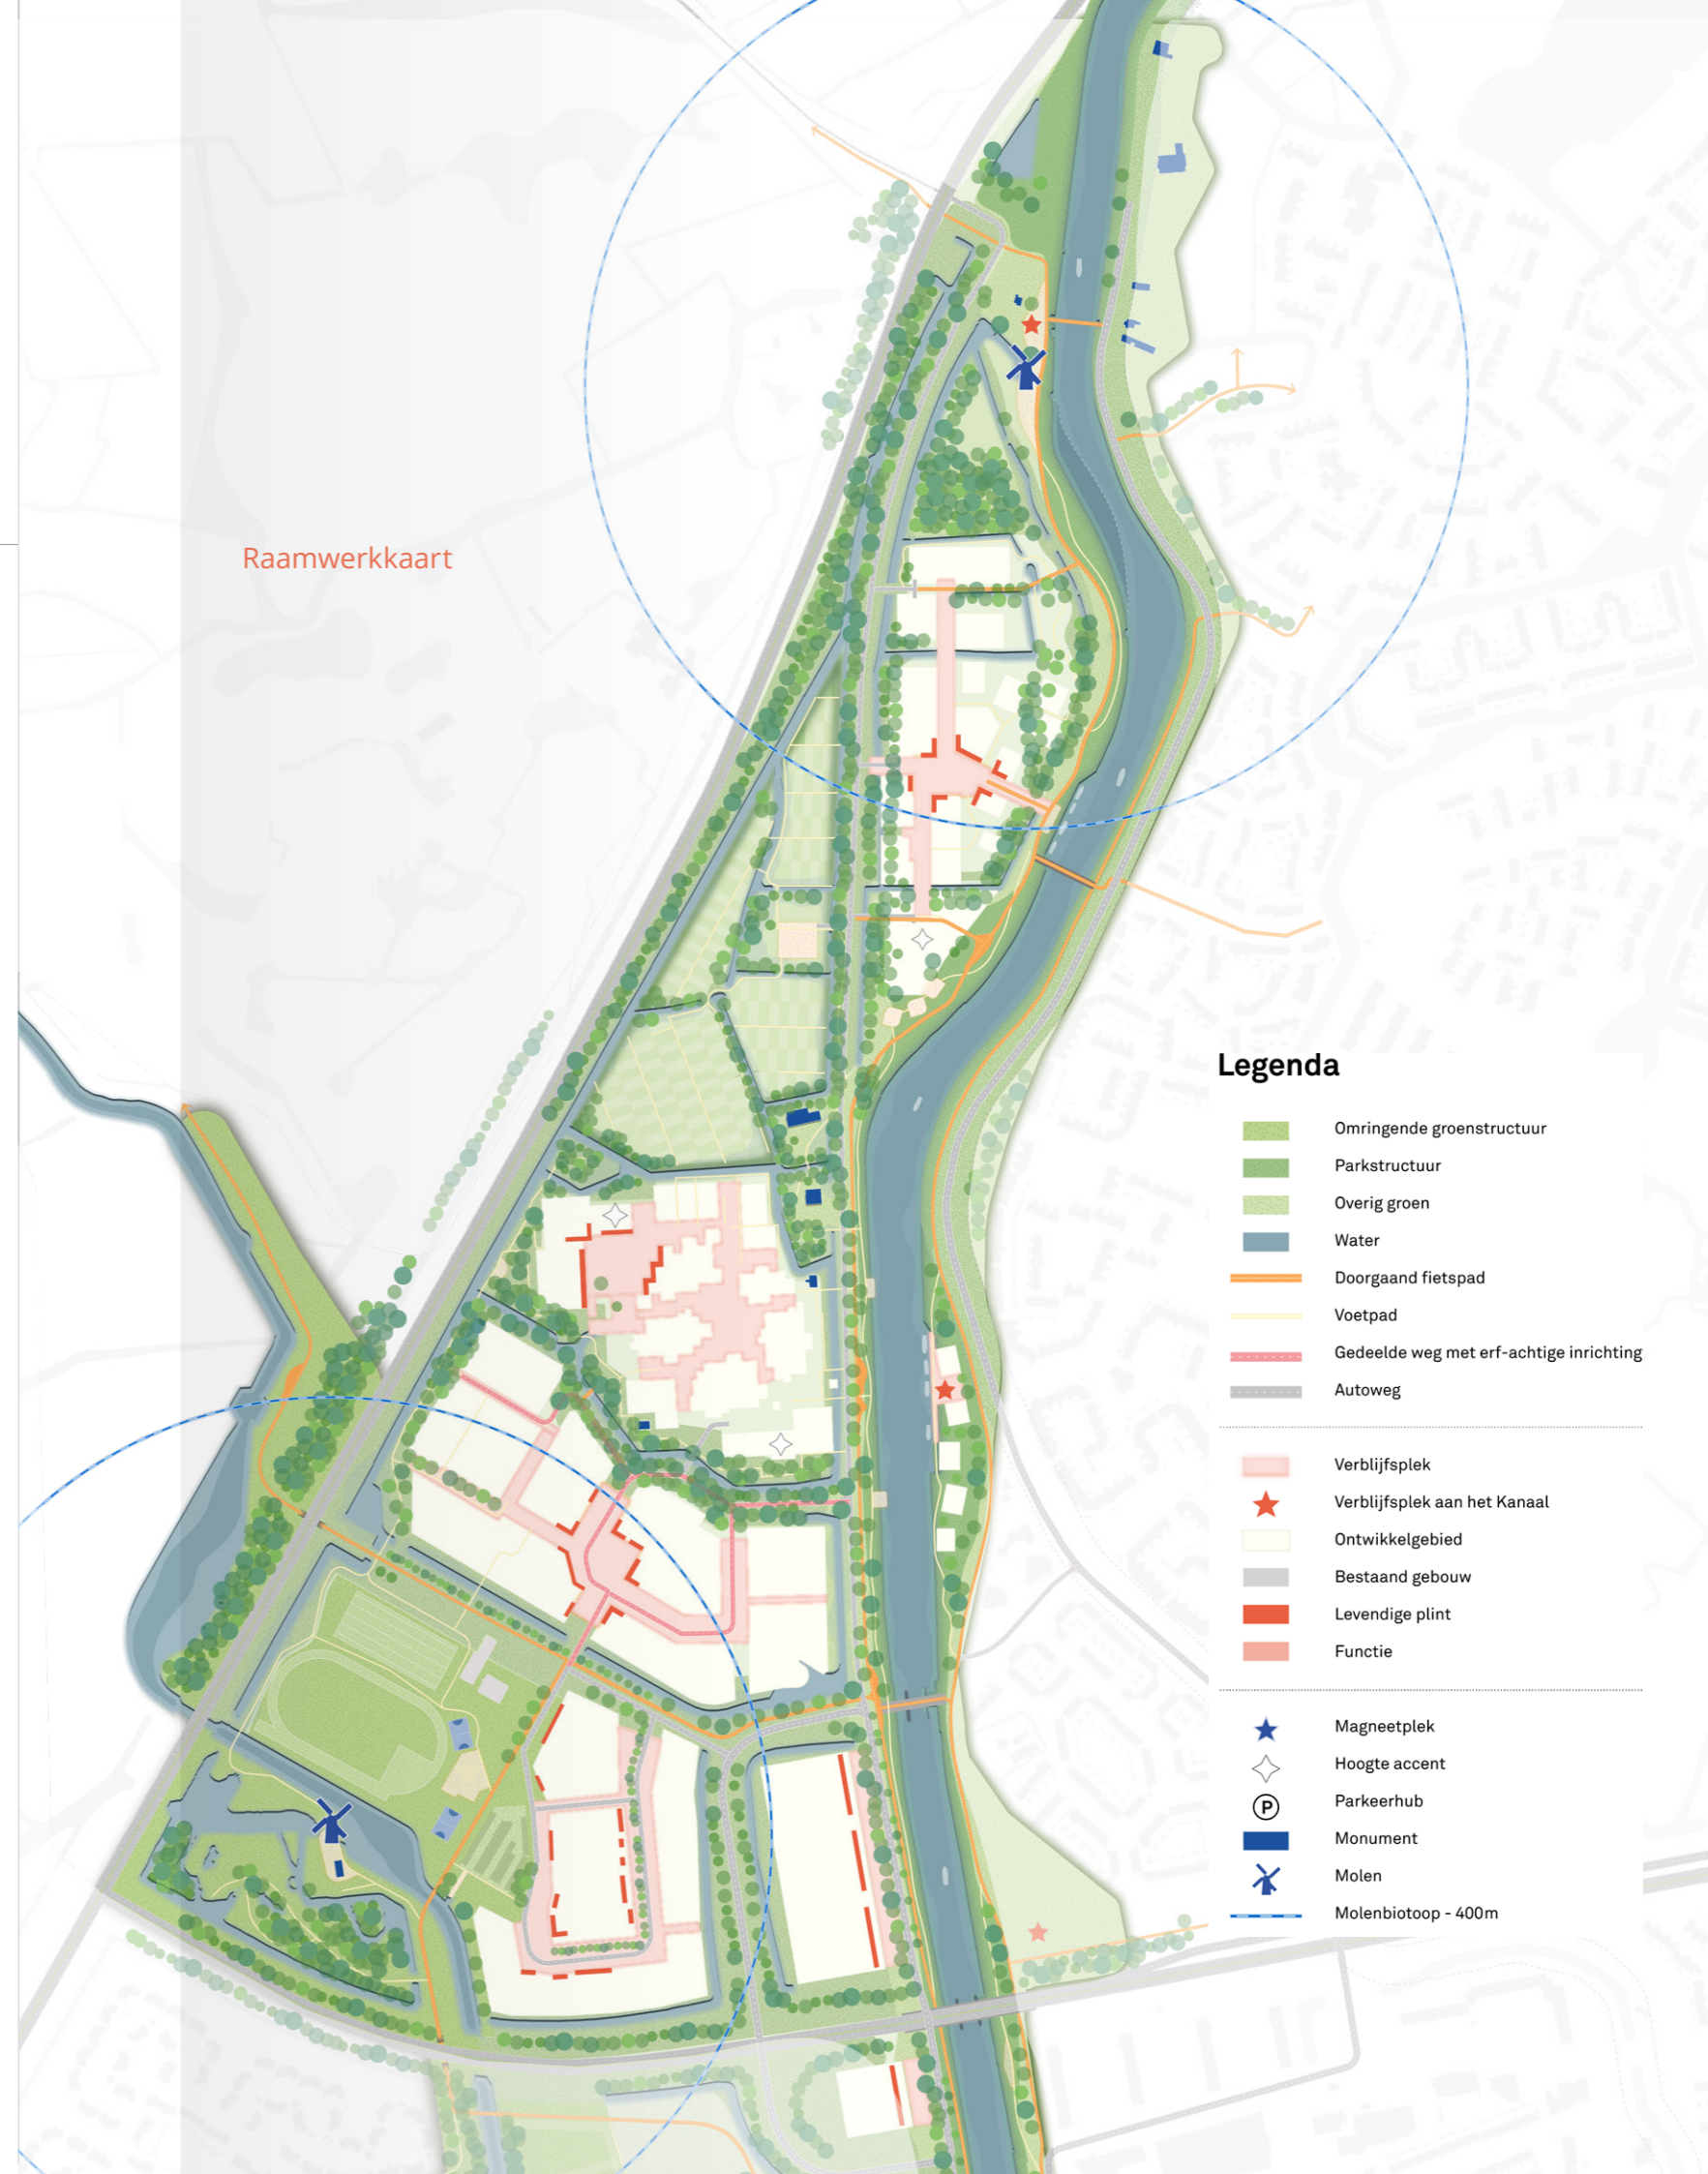 Raamwerkkaart
Legenda
Omringende groenstructuur
Parkstructuur
Overig groen
Water
Doorgaand fietspad
Voetpad
Gedeelde weg met erf-achtige inrichting
Autoweg
Verblijfsplek
Verblijfsplek aan het Kanaal
Ontwikkelgebied
Bestaand gebouw
Levendige plint
Functie
Magneetplek
Hoogte accent
P Parkeerhub
Monument
Molen
Molenbiotoop - 400m